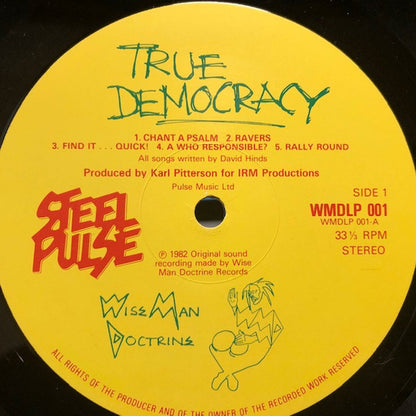 TRUE
DEMOCRACY
1. CHANT A PSALM   2. RAVERS
3. FIND IT . . . QUICK!   4. A WHO RESPONSIBLE?   5. RALLY ROUND
All songs written by David Hinds
Produced by Karl Pitterson for IRM Productions
Pulse Music Ltd
SIDE 1
WMDLP 001
WMDLP 001-A
33⅓ RPM
STEREO
STEEL
PULSE
℗ 1982 Original sound
recording made by Wise
Man Doctrine Records
WISE MAN
DOCTRINE
ALL RIGHTS OF THE PRODUCER AND OF THE OWNER OF THE RECORDED WORK RESERVED